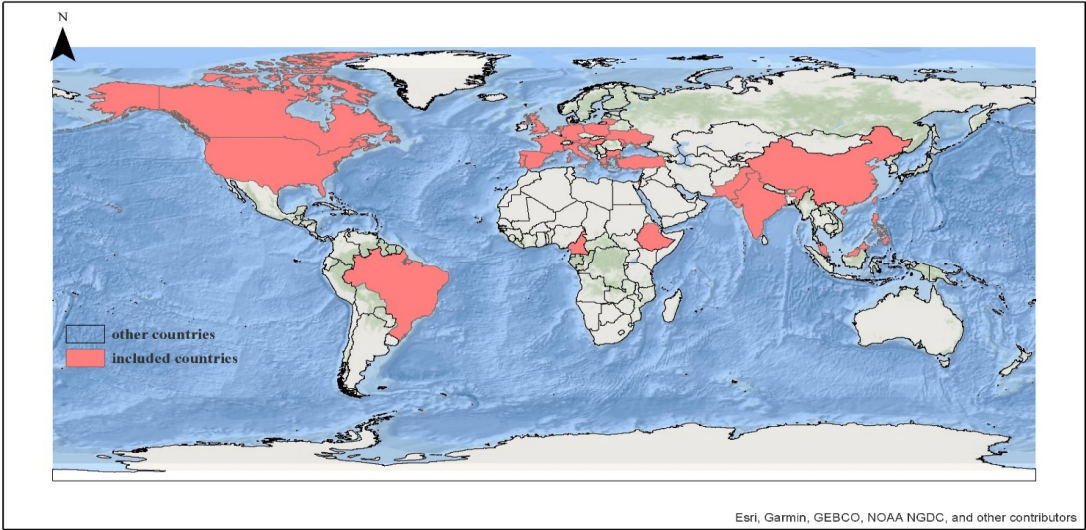 N
other countries
included countries
Esri, Garmin, GEBCO, NOAA NGDC, and other contributors